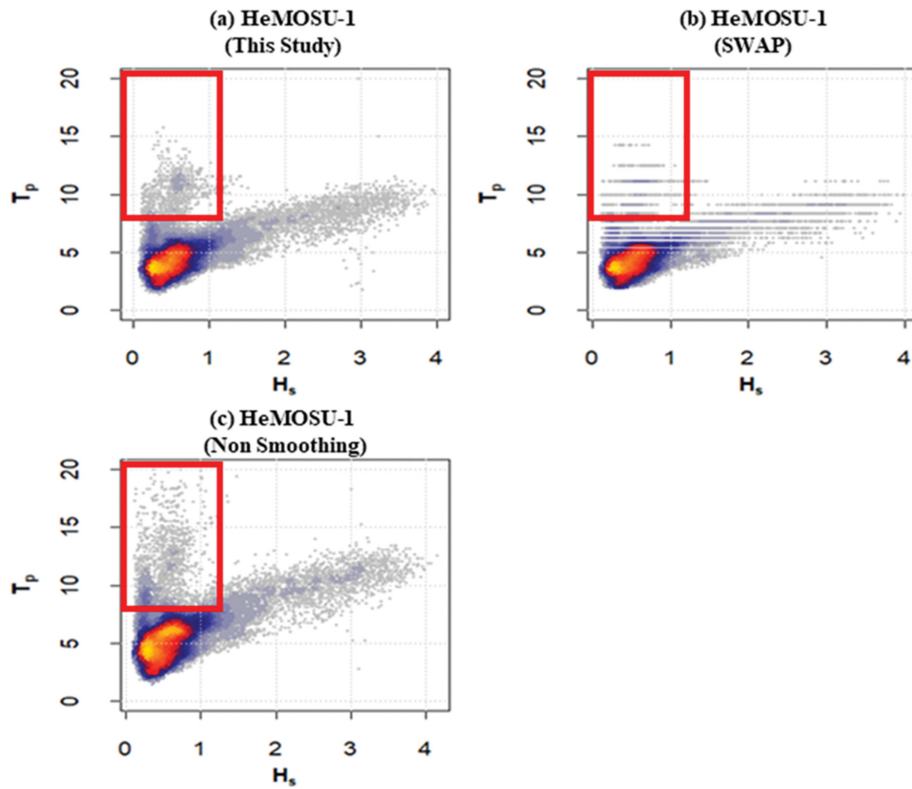 (a) HeMOSU-1
(This Study)
20
15
10
5
0
Tp
0 1 2 3 4
Hs
(b) HeMOSU-1
(SWAP)
20
15
10
5
0
Tp
0 1 2 3 4
Hs
(c) HeMOSU-1
(Non Smoothing)
20
15
10
5
0
Tp
0 1 2 3 4
Hs